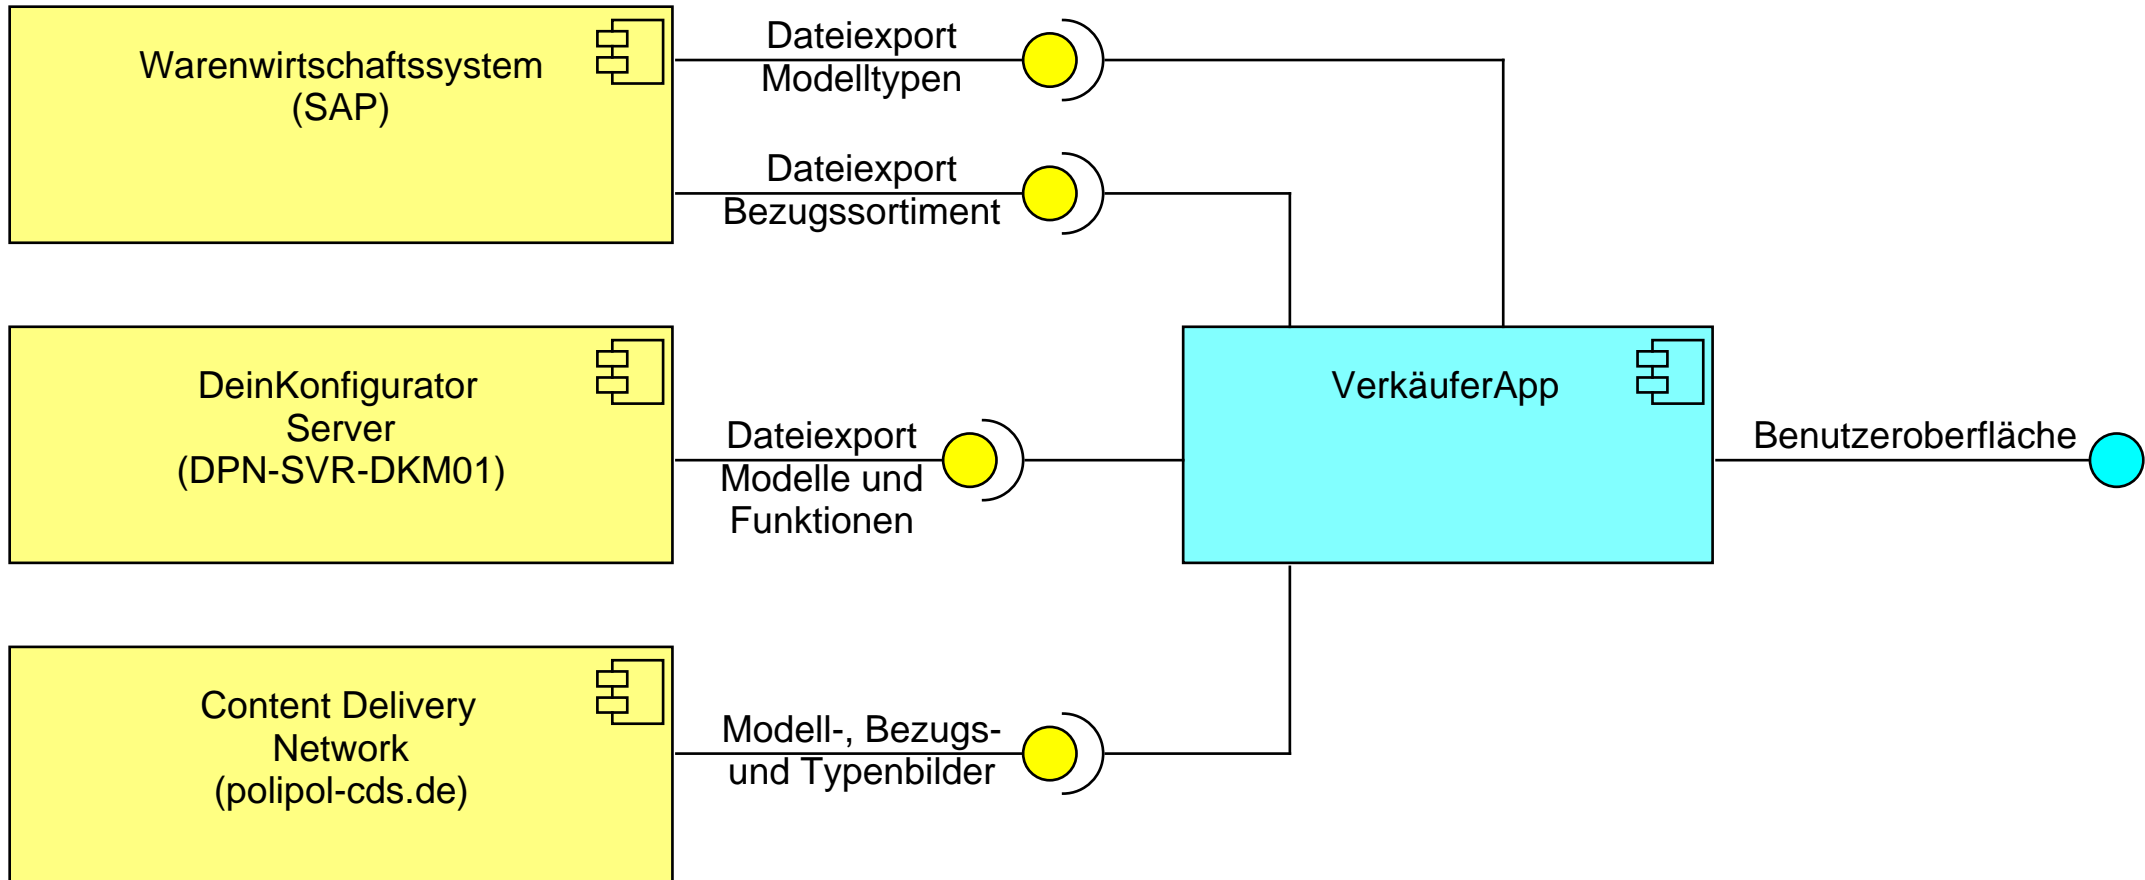 Warenwirtschaftssystem
(SAP)
Dateiexport
Modelltypen
Dateiexport
Bezugssortiment
DeinKonfigurator
Server
(DPN-SVR-DKM01)
Dateiexport
Modelle und
Funktionen
VerkäuferApp
Benutzeroberfläche
Content Delivery
Network
(polipol-cds.de)
Modell-, Bezugs-
und Typenbilder